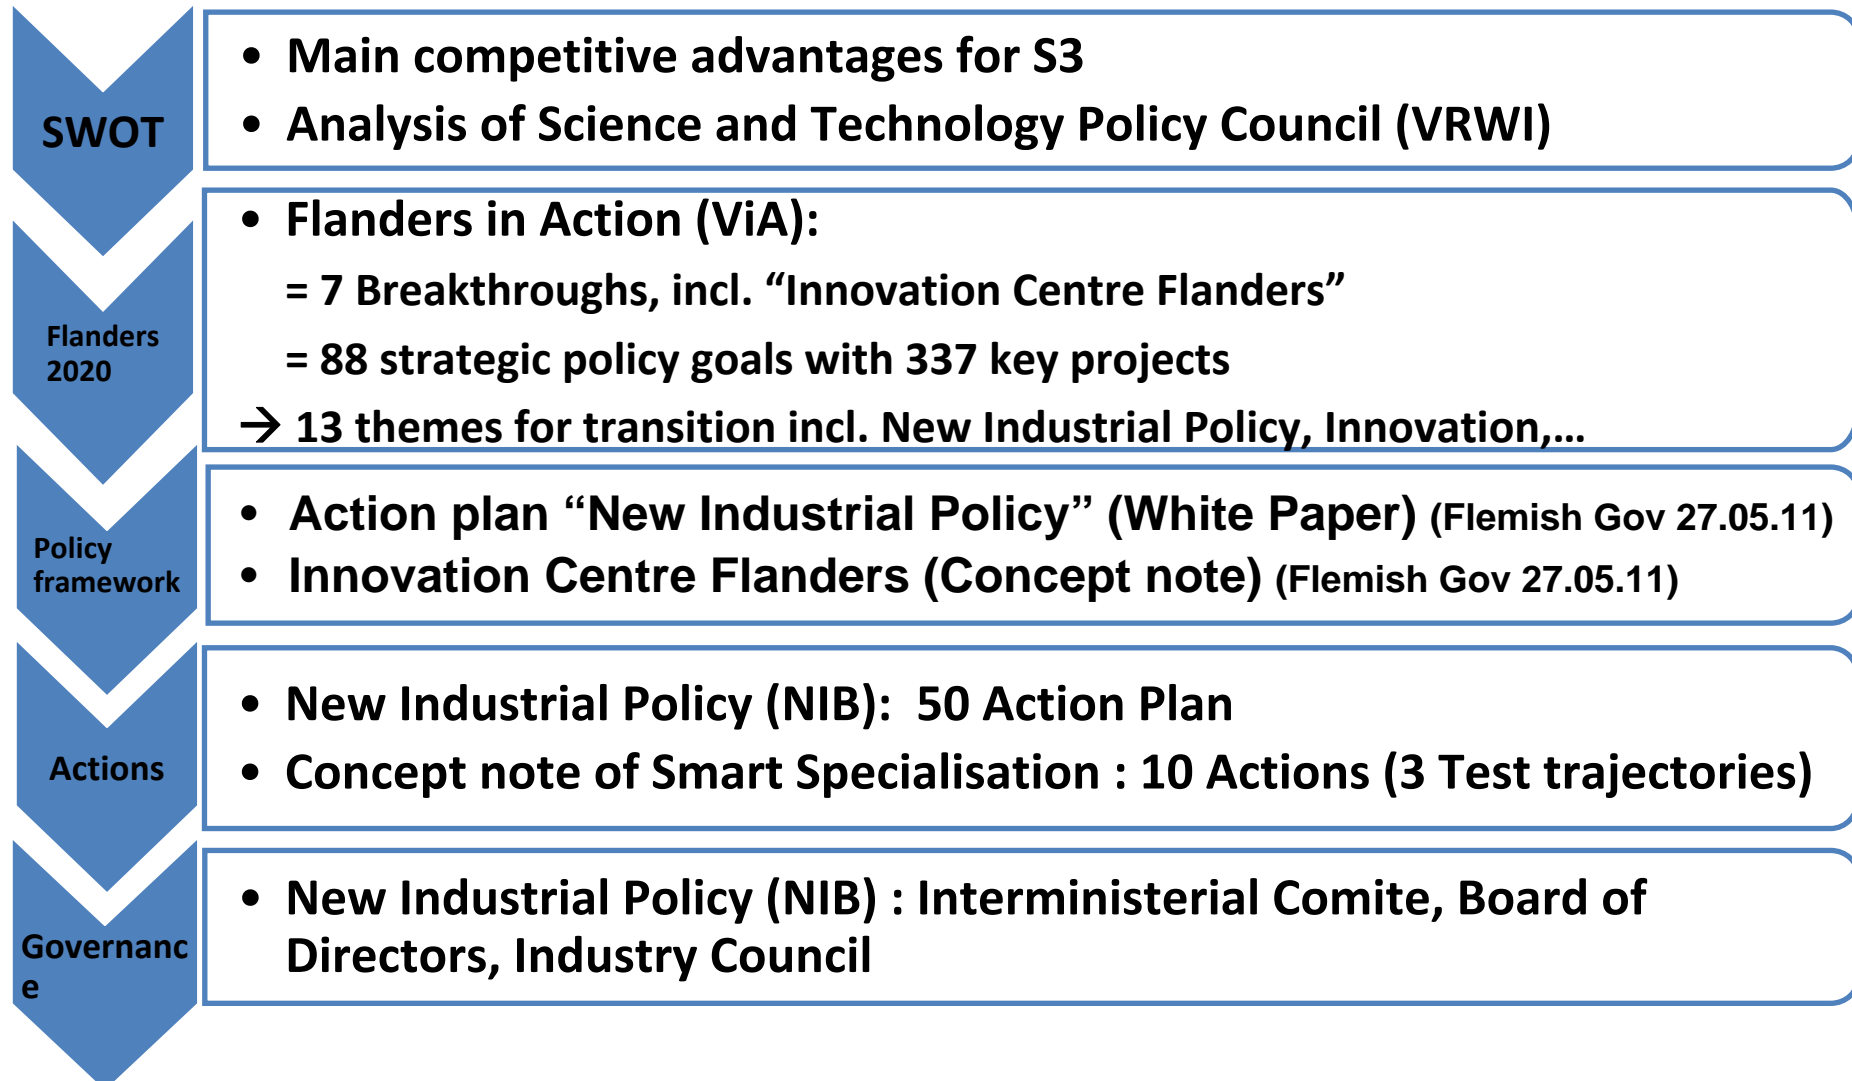 SWOT
• Main competitive advantages for S3
• Analysis of Science and Technology Policy Council (VRWI)
Flanders
2020
• Flanders in Action (ViA):
= 7 Breakthroughs, incl. “Innovation Centre Flanders”
= 88 strategic policy goals with 337 key projects
→ 13 themes for transition incl. New Industrial Policy, Innovation,…
Policy
framework
• Action plan “New Industrial Policy” (White Paper) (Flemish Gov 27.05.11)
• Innovation Centre Flanders (Concept note) (Flemish Gov 27.05.11)
Actions
• New Industrial Policy (NIB): 50 Action Plan
• Concept note of Smart Specialisation : 10 Actions (3 Test trajectories)
Governanc
e
• New Industrial Policy (NIB) : Interministerial Comite, Board of
Directors, Industry Council